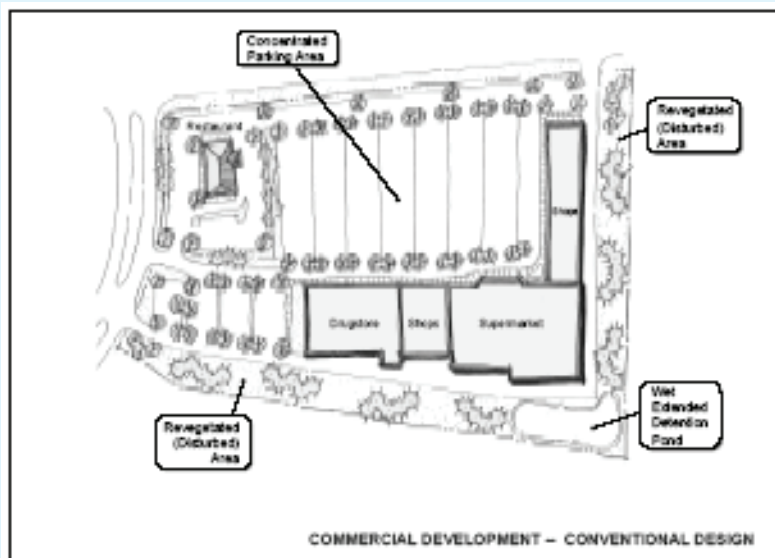 Concentrated
Parking Area
Restaurant
Revegetated
(Disturbed)
Area
Shops
Drugstore
Shops
Supermarket
Revegetated
(Disturbed)
Area
Wet
Extended
Detention
Pond
COMMERCIAL DEVELOPMENT – CONVENTIONAL DESIGN